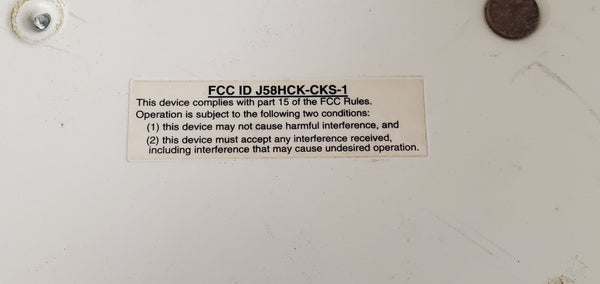 FCC ID J58HCK-CKS-1
This device complies with part 15 of the FCC Rules.
Operation is subject to the following two conditions:
(1) this device may not cause harmful interference, and
(2) this device must accept any interference received,
including interference that may cause undesired operation.